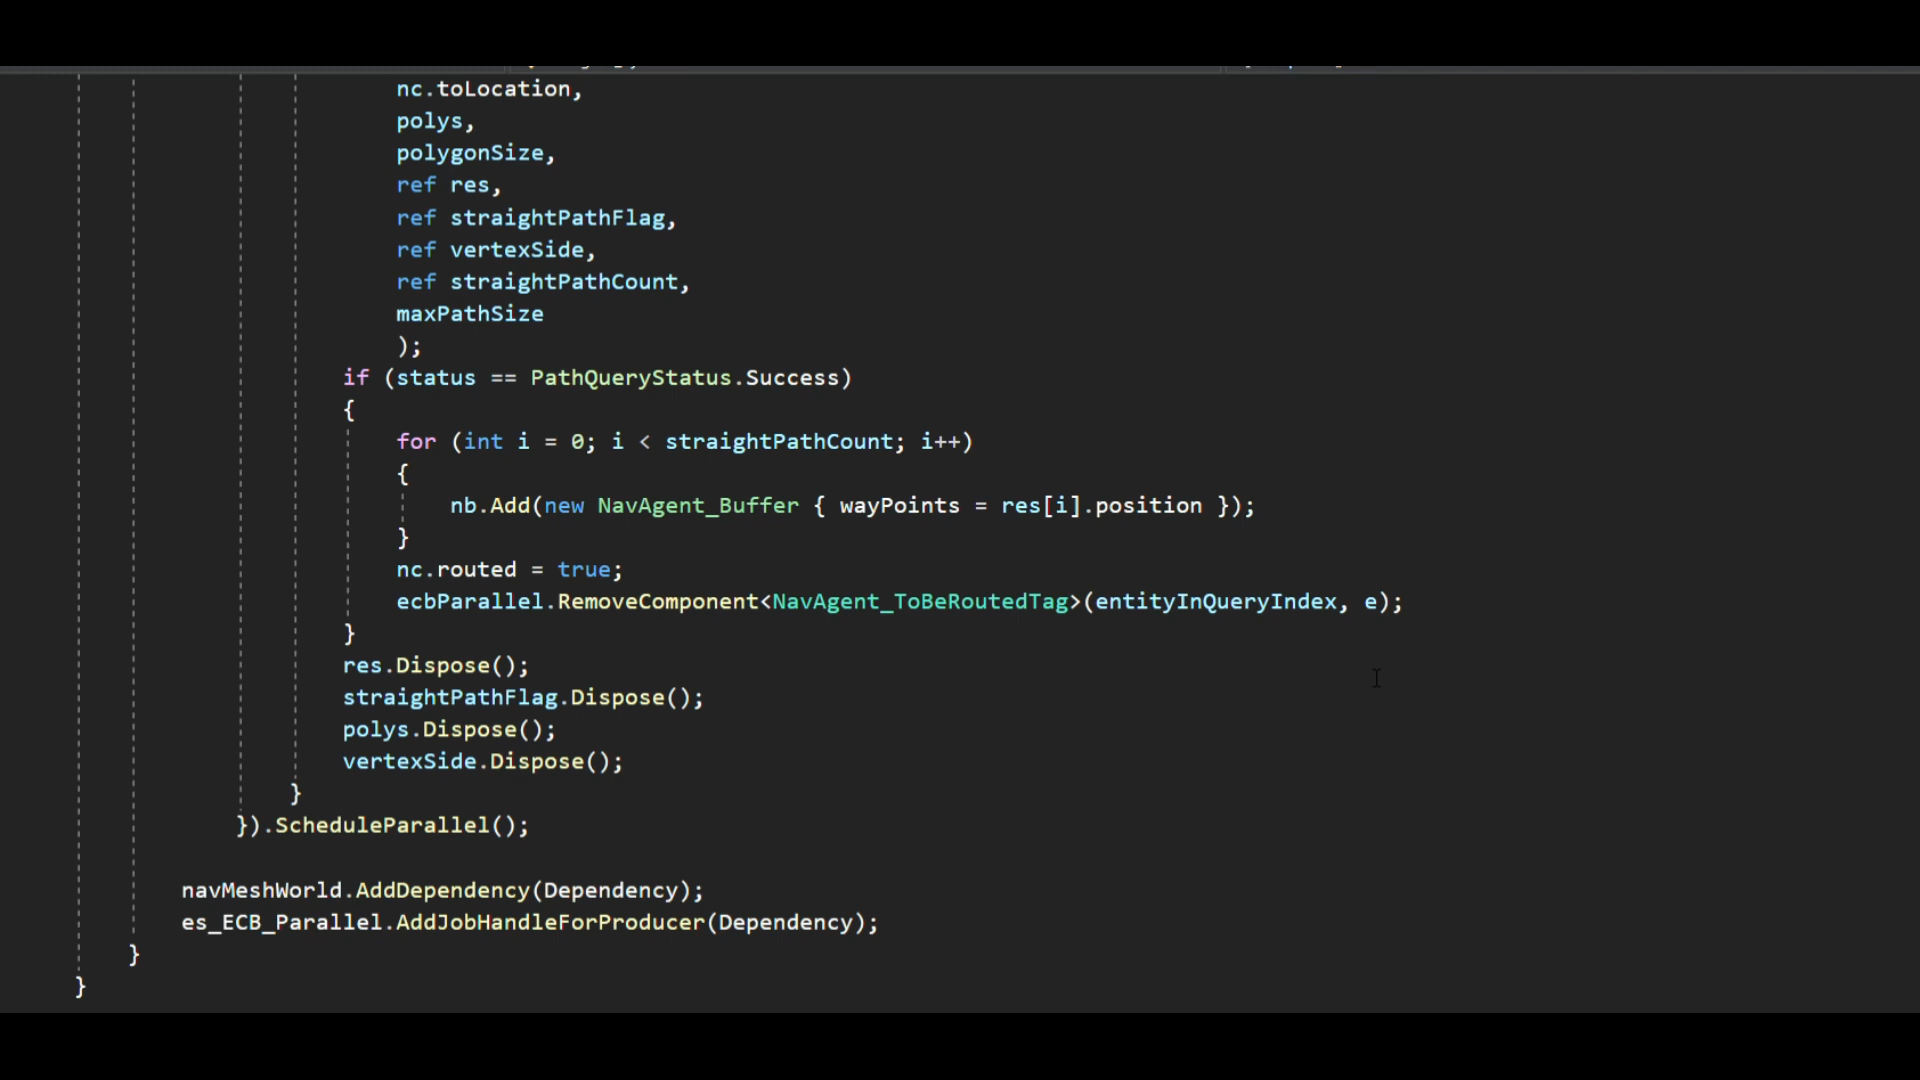 nc.toLocation,
polys,
polygonSize,
ref res,
ref straightPathFlag,
ref vertexSide,
ref straightPathCount,
maxPathSize
);
if (status == PathQueryStatus.Success)
{
for (int i = 0; i < straightPathCount; i++)
{
nb.Add(new NavAgent_Buffer { wayPoints = res[i].position });
}
nc.routed = true;
ecbParallel.RemoveComponent<NavAgent_ToBeRoutedTag>(entityInQueryIndex, e);
}
res.Dispose();
straightPathFlag.Dispose();
polys.Dispose();
vertexSide.Dispose();
}
}).ScheduleParallel();
navMeshWorld.AddDependency(Dependency);
es_ECB_Parallel.AddJobHandleForProducer(Dependency);
}
}